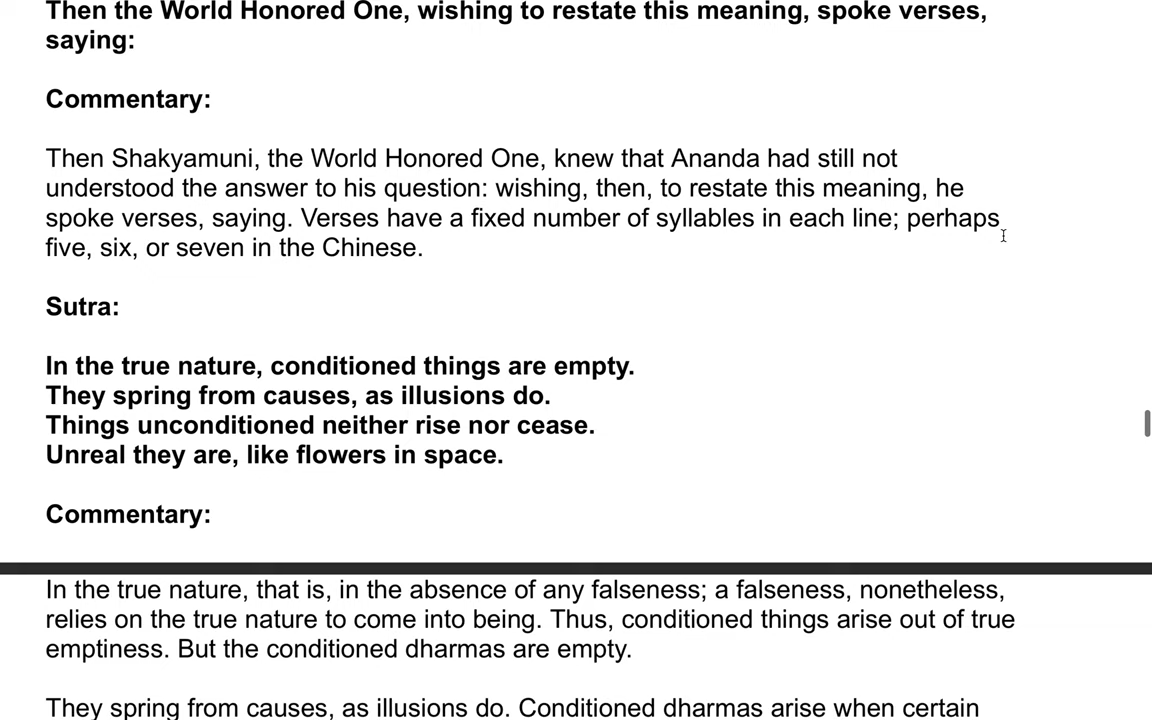 Then the World Honored One, wishing to restate this meaning, spoke verses,
saying:
Commentary:
Then Shakyamuni, the World Honored One, knew that Ananda had still not
understood the answer to his question: wishing, then, to restate this meaning, he
spoke verses, saying. Verses have a fixed number of syllables in each line; perhaps
five, six, or seven in the Chinese.
Sutra:
In the true nature, conditioned things are empty.
They spring from causes, as illusions do.
Things unconditioned neither rise nor cease.
Unreal they are, like flowers in space.
Commentary:
In the true nature, that is, in the absence of any falseness; a falseness, nonetheless,
relies on the true nature to come into being. Thus, conditioned things arise out of true
emptiness. But the conditioned dharmas are empty.
They spring from causes, as illusions do. Conditioned dharmas arise when certain